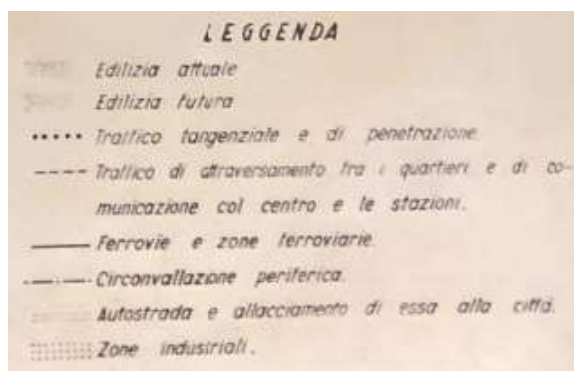 LEGGENDA
Edilizia attuale
Edilizia futura
Traffico tangenziale e di penetrazione.
Traffico di attraversamento fra i quartieri e di co-
municazione col centro e le stazioni.
Ferrovie e zone ferroviarie.
Circonvallazione periferica.
Autostrada e allacciamento di essa alla città.
Zone industriali.